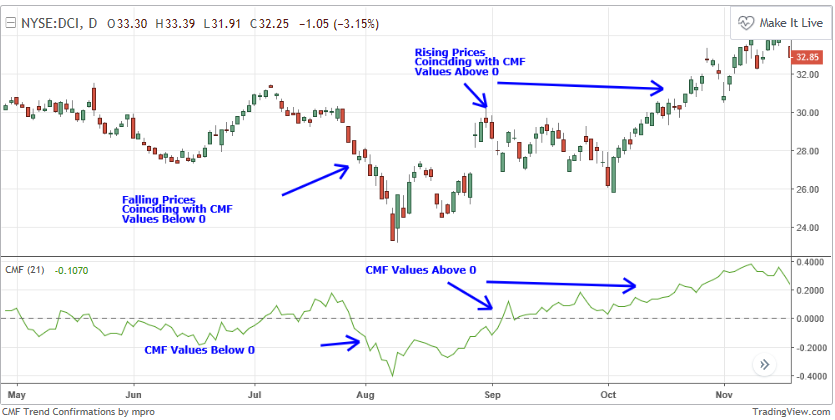 NYSE:DCI, D O33.30 H33.39 L31.91 C32.25 −1.05 (−3.15%)
Make It Live
32.85
32.00
30.00
28.00
26.00
24.00
Rising Prices
Coinciding with CMF
Values Above 0
Falling Prices
Coinciding with CMF
Values Below 0
CMF (21) -0.1070
CMF Values Above 0
CMF Values Below 0
0.4000
0.2000
0.0000
-0.2000
-0.4000
May Jun Jul Aug Sep Oct Nov
CMF Trend Confirmations by mpro
TradingView.com